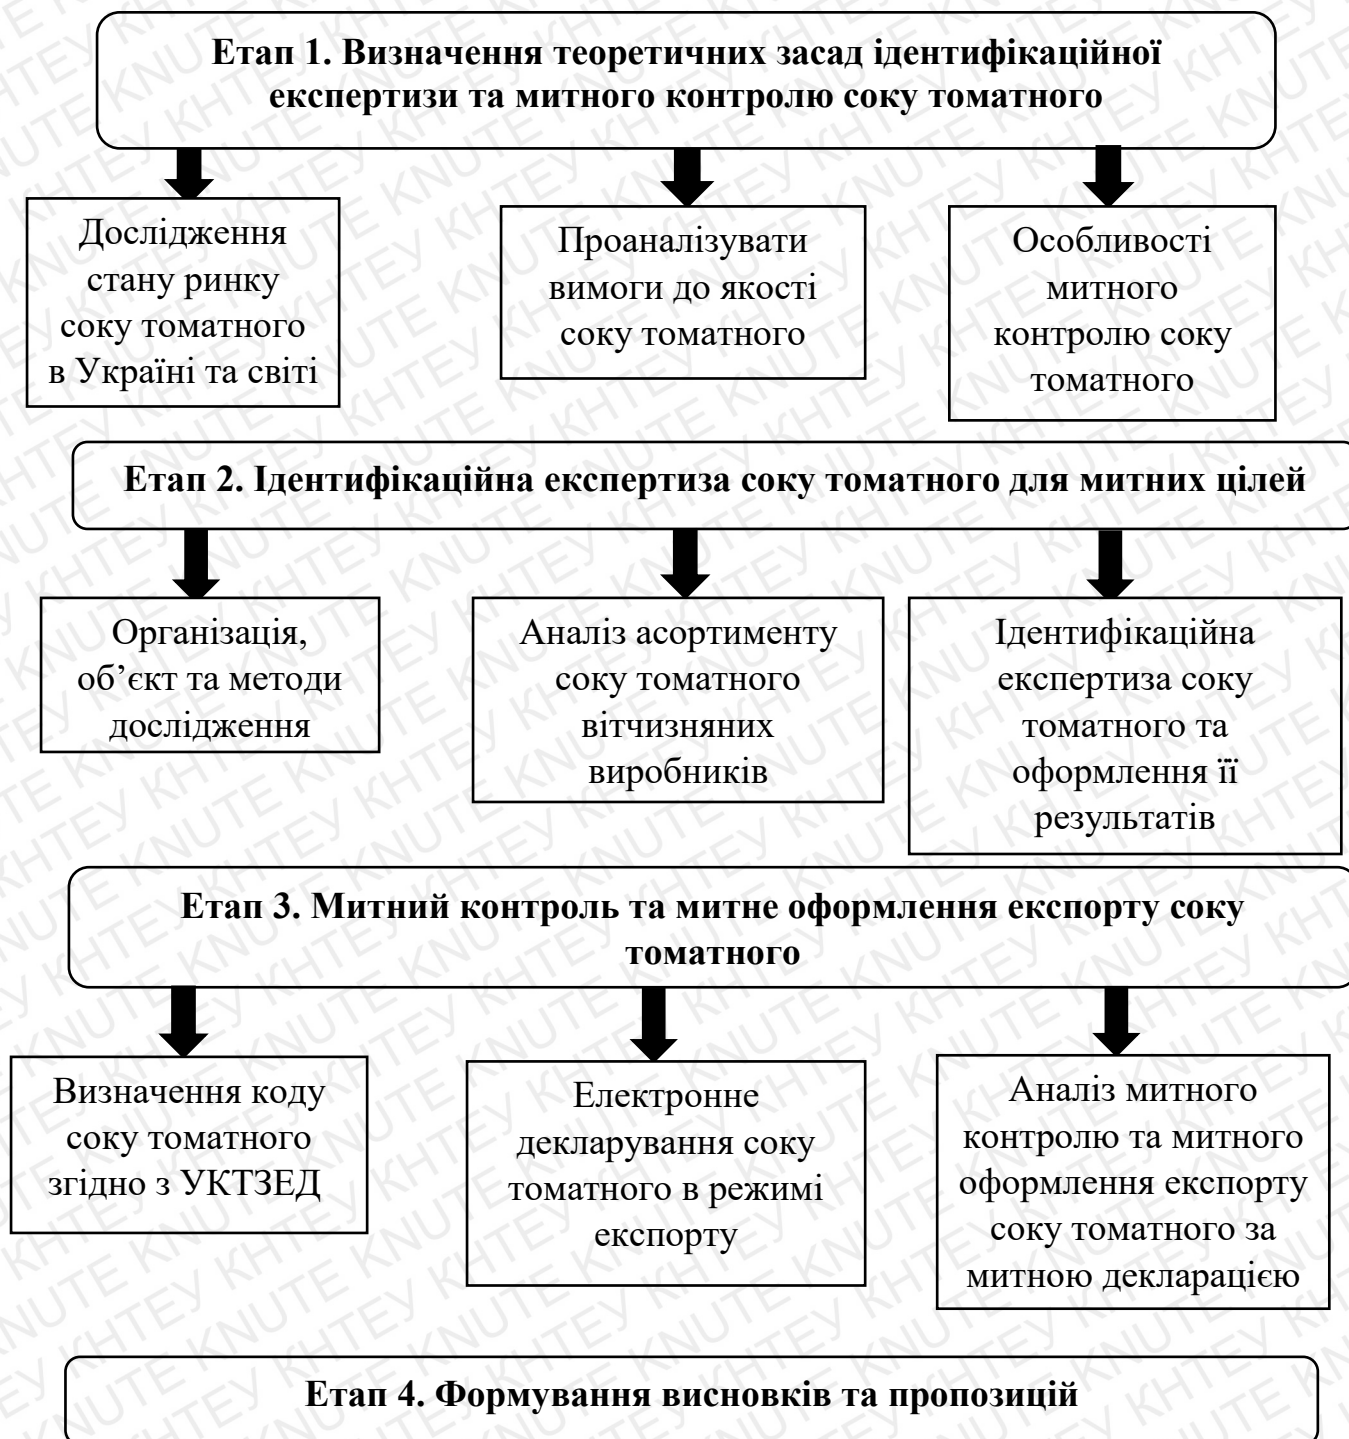 Етап 1. Визначення теоретичних засад ідентифікаційної
експертизи та митного контролю соку томатного
Дослідження
стану ринку
соку томатного
в Україні та світі
Проаналізувати
вимоги до якості
соку томатного
Особливості
митного
контролю соку
томатного
Етап 2. Ідентифікаційна експертиза соку томатного для митних цілей
Організація,
об’єкт та методи
дослідження
Аналіз асортименту
соку томатного
вітчизняних
виробників
Ідентифікаційна
експертиза соку
томатного та
оформлення її
результатів
Етап 3. Митний контроль та митне оформлення експорту соку
томатного
Визначення коду
соку томатного
згідно з УКТЗЕД
Електронне
декларування соку
томатного в режимі
експорту
Аналіз митного
контролю та митного
оформлення експорту
соку томатного за
митною декларацією
Етап 4. Формування висновків та пропозицій